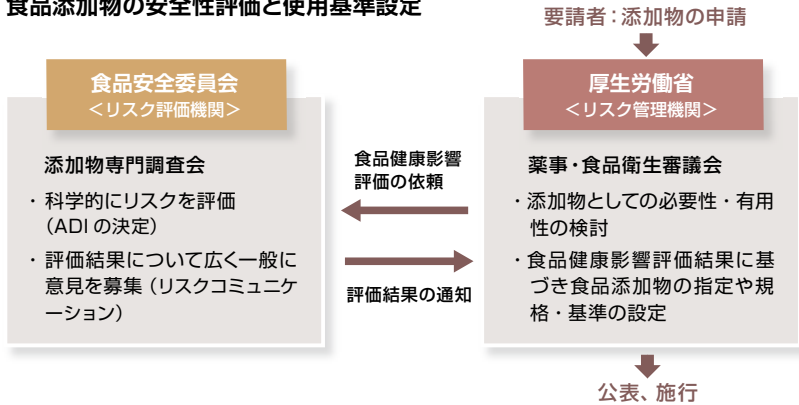 食品添加物の安全性評価と使用基準設定
要請者：添加物の申請
食品安全委員会
＜リスク評価機関＞
添加物専門調査会
・科学的にリスクを評価
（ADIの決定）
・評価結果について広く一般に
意見を募集（リスクコミュニケ
ーション）
食品健康影響
評価の依頼
評価結果の通知
厚生労働省
＜リスク管理機関＞
薬事・食品衛生審議会
・添加物としての必要性・有用
性の検討
・食品健康影響評価結果に基
づき食品添加物の指定や規
格・基準の設定
公表、施行